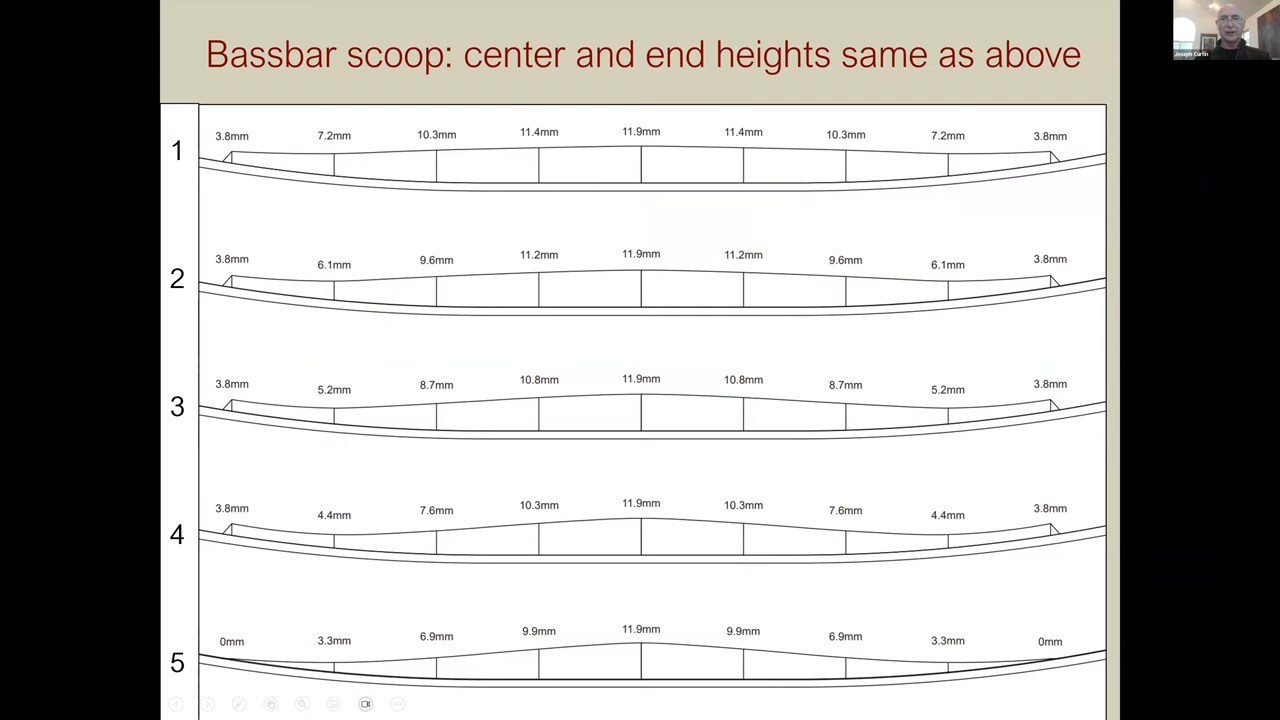 Bassbar scoop: center and end heights same as above
Joseph Curtin
1
3.8mm 7.2mm 10.3mm 11.4mm 11.9mm 11.4mm 10.3mm 7.2mm 3.8mm
2
3.8mm 6.1mm 9.6mm 11.2mm 11.9mm 11.2mm 9.6mm 6.1mm 3.8mm
3
3.8mm 5.2mm 8.7mm 10.8mm 11.9mm 10.8mm 8.7mm 5.2mm 3.8mm
4
3.8mm 4.4mm 7.6mm 10.3mm 11.9mm 10.3mm 7.6mm 4.4mm 3.8mm
5
0mm 3.3mm 6.9mm 9.9mm 11.9mm 9.9mm 6.9mm 3.3mm 0mm